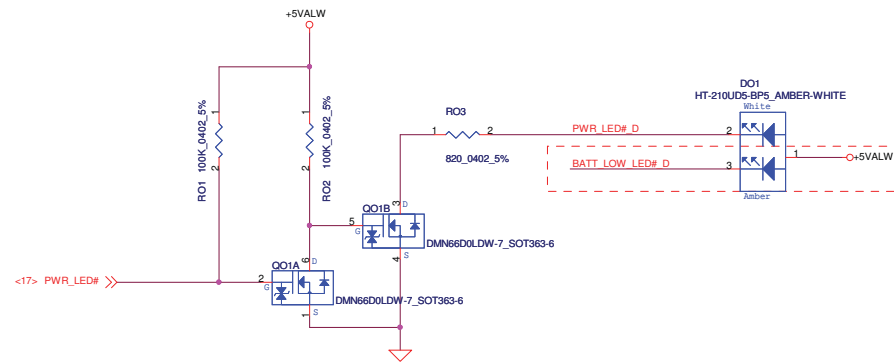 +5VALW
DO1
HT-210UD5-BP5_AMBER-WHITE
White
1
1
RO1
100K_0402_5%
2
RO2
100K_0402_5%
2
RO3
1
2
820_0402_5%
PWR_LED#_D
2
BATT_LOW_LED#_D
3
1
+5VALW
Amber
QO1B
3
D
5
G
DMN66D0LDW-7_SOT363-6
4
S
QO1A
6
D
<17> PWR_LED#
2
G
DMN66D0LDW-7_SOT363-6
1
S